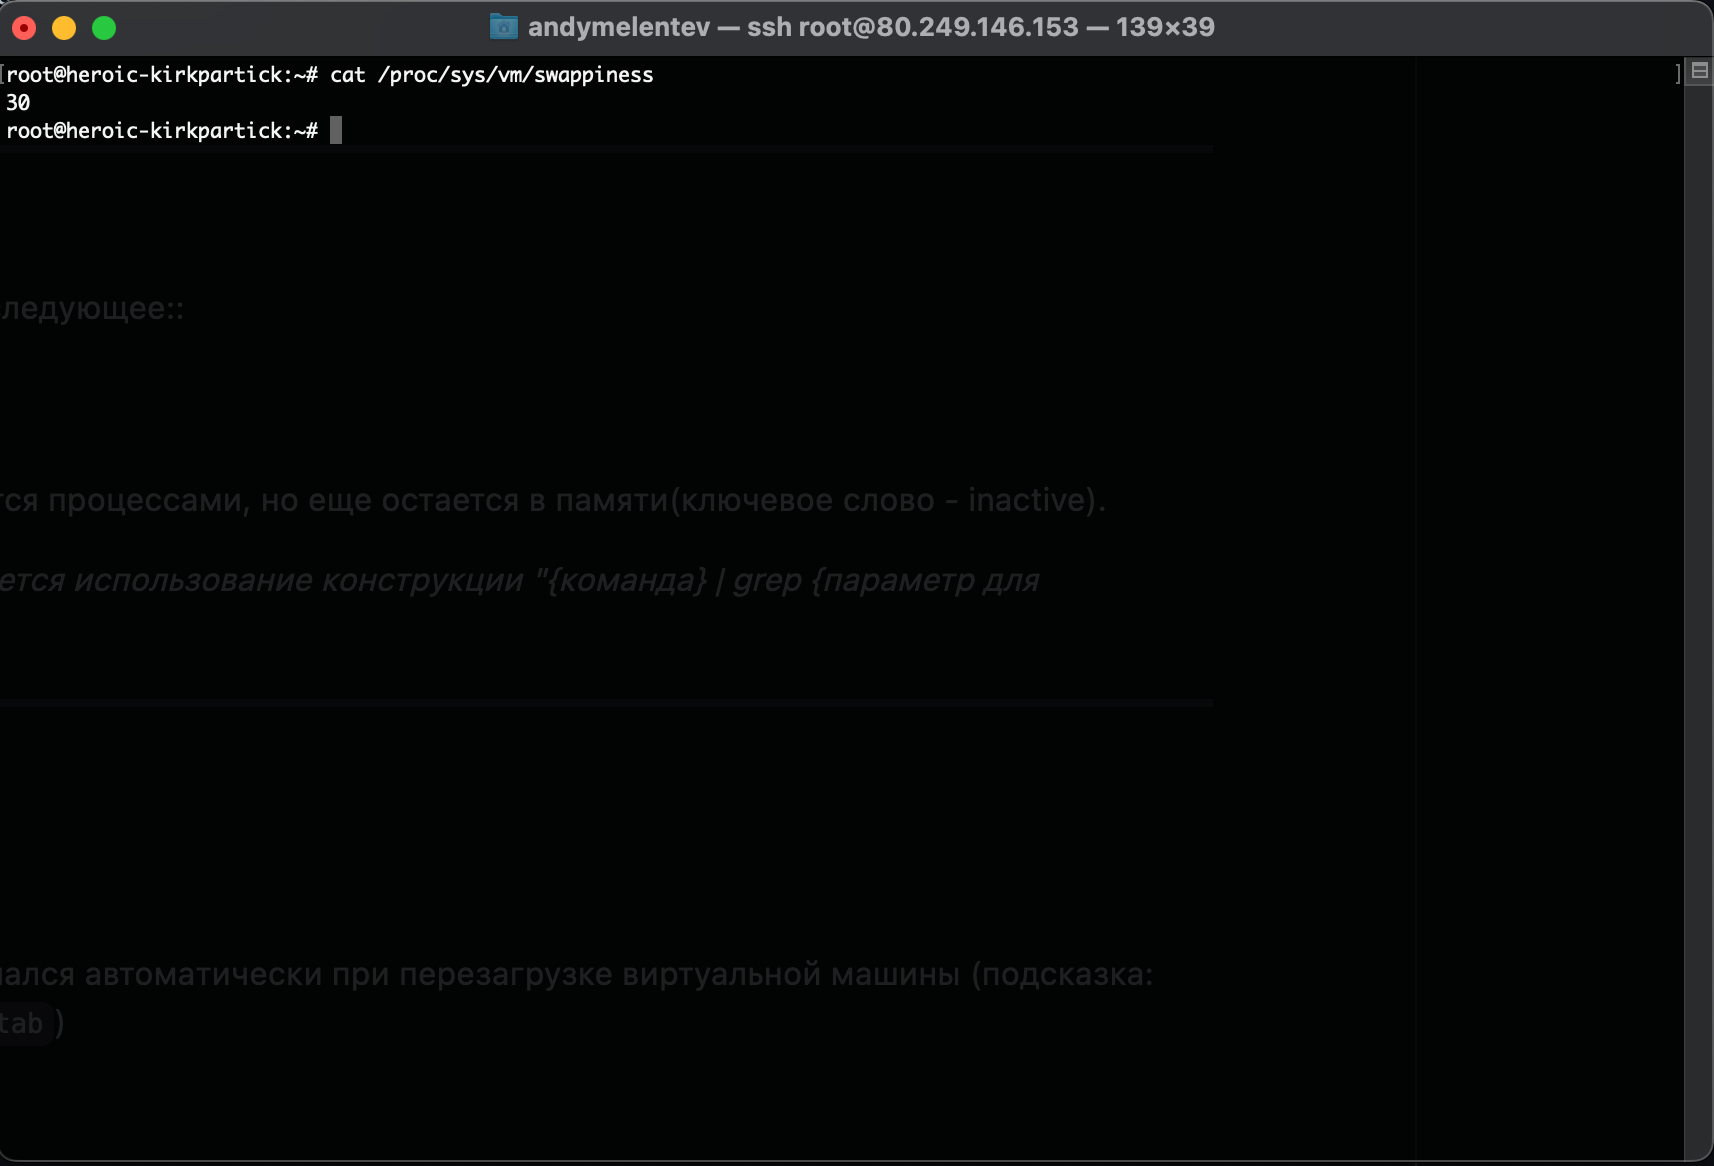 andymelentev — ssh root@80.249.146.153 — 139×39
[root@heroic-kirkpartick:~# cat /proc/sys/vm/swappiness ]
30
root@heroic-kirkpartick:~#
ледующее::
тся процессами, но еще остается в памяти(ключевое слово - inactive).
ется использование конструкции "{команда} | grep {параметр для
ался автоматически при перезагрузке виртуальной машины (подсказка:
tab )